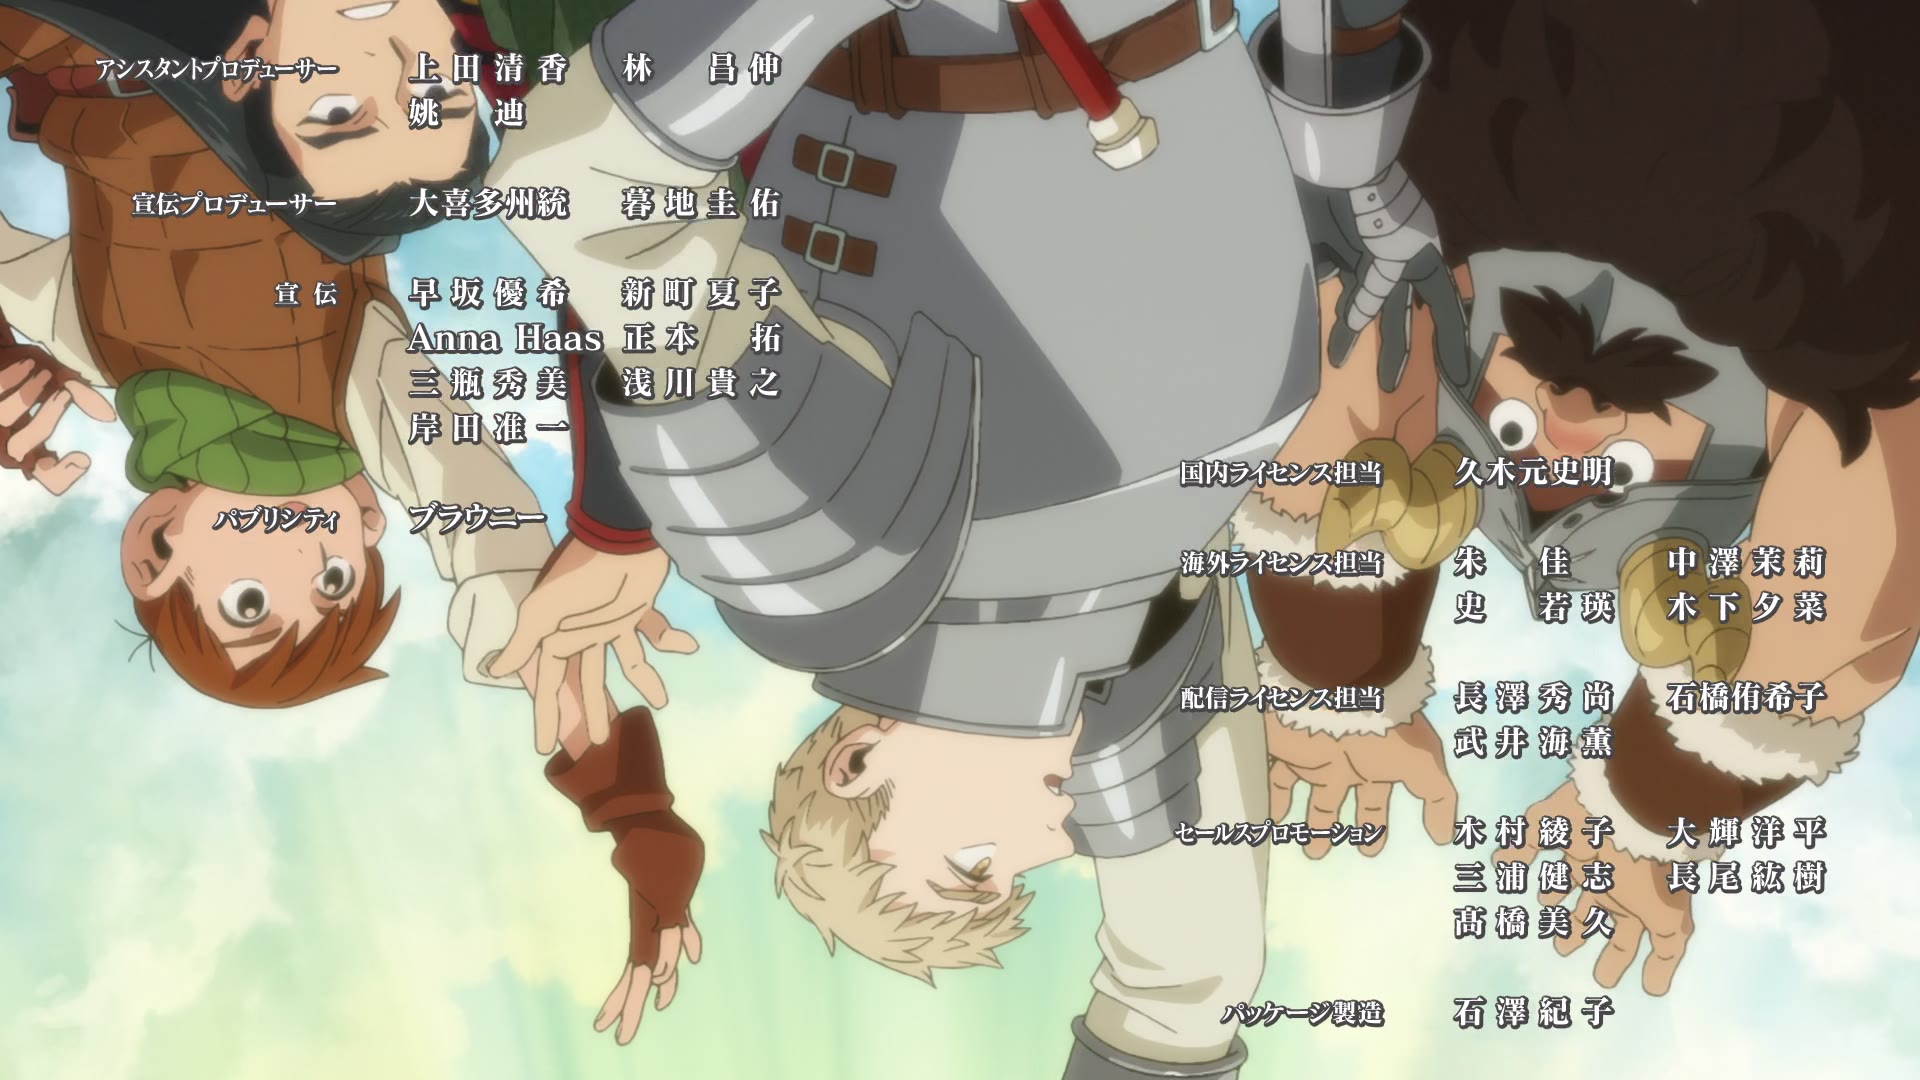 アシスタントプロデューサー 上田清香 林 昌伸
姚 迪
宣伝プロデューサー 大喜多州統 暮地圭佑
宣伝 早坂優希 新町夏子
Anna Haas 正本 拓
三瓶秀美 浅川貴之
岸田准一
パブリシティ ブラウニー
国内ライセンス担当 久木元史明
海外ライセンス担当 朱 佳 中澤茉莉
史 若瑛 木下夕菜
配信ライセンス担当 長澤秀尚 石橋侑希子
武井海薫
セールスプロモーション 木村綾子 大輝洋平
三浦健志 長尾紘樹
髙橋美久
パッケージ製造 石澤紀子